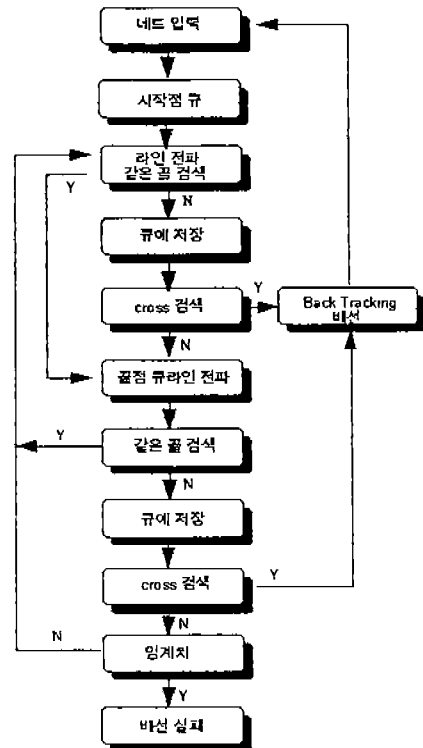 네트 입력
시작점 큐
라인 전파
같은 꼴 검색
Y
N
큐에 저장
cross 검색
Y
Back Tracking
배선
N
끝점 큐라인 전파
Y
같은 꼴 검색
N
큐에 저장
cross 검색
Y
N
N
임계치
Y
배선 실패